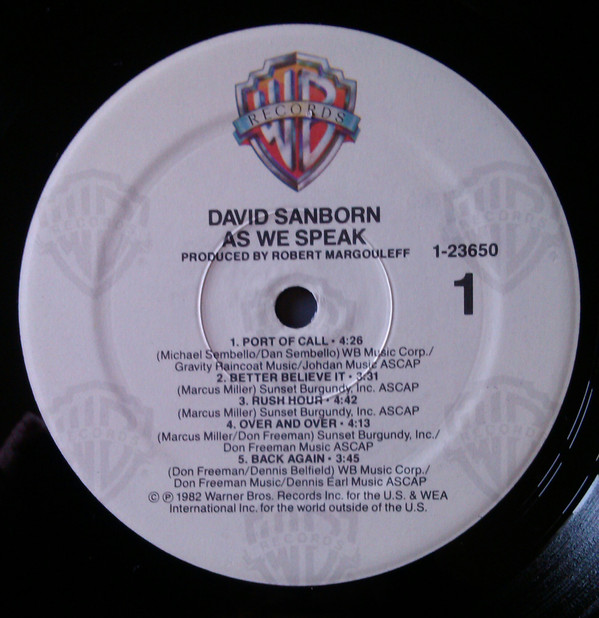 WB
RECORDS
DAVID SANBORN
AS WE SPEAK
PRODUCED BY ROBERT MARGOULEFF
1-23650
1
1. PORT OF CALL • 4:26
(Michael Sembello/Dan Sembello) WB Music Corp./
Gravity Raincoat Music/Johdan Music ASCAP
2. BETTER BELIEVE IT • 3:31
(Marcus Miller) Sunset Burgundy, Inc. ASCAP
3. RUSH HOUR • 4:42
(Marcus Miller) Sunset Burgundy, Inc. ASCAP
4. OVER AND OVER • 4:13
(Marcus Miller/Don Freeman) Sunset Burgundy, Inc./
Don Freeman Music ASCAP
5. BACK AGAIN • 3:45
(Don Freeman/Dennis Belfield) WB Music Corp./
Don Freeman Music/Dennis Earl Music ASCAP
© ℗ 1982 Warner Bros. Records Inc. for the U.S. & WEA
International Inc. for the world outside of the U.S.